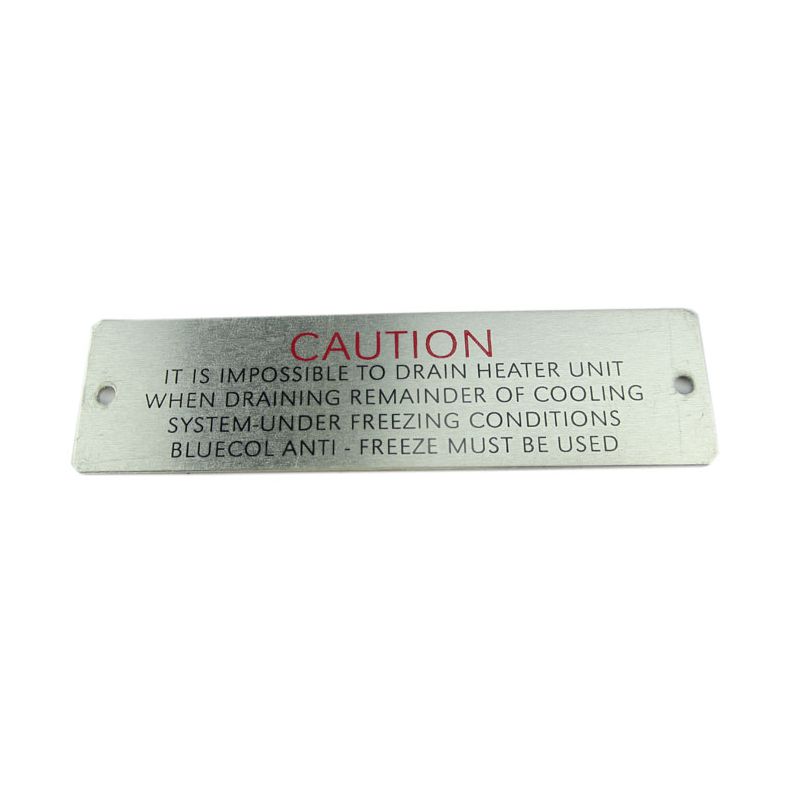 CAUTION
IT IS IMPOSSIBLE TO DRAIN HEATER UNIT
WHEN DRAINING REMAINDER OF COOLING
SYSTEM-UNDER FREEZING CONDITIONS
BLUECOL ANTI - FREEZE MUST BE USED